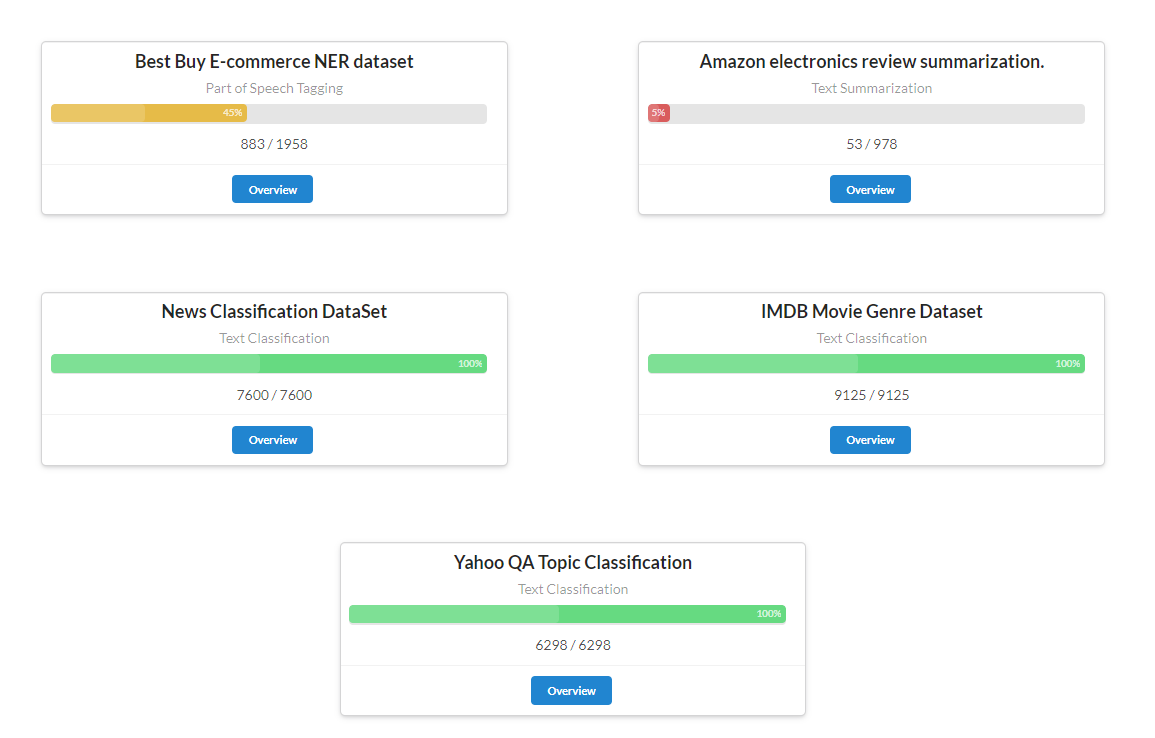 Best Buy E-commerce NER dataset
Part of Speech Tagging
45%
883 / 1958
Overview
Amazon electronics review summarization.
Text Summarization
5%
53 / 978
Overview
News Classification DataSet
Text Classification
100%
7600 / 7600
Overview
IMDB Movie Genre Dataset
Text Classification
100%
9125 / 9125
Overview
Yahoo QA Topic Classification
Text Classification
100%
6298 / 6298
Overview